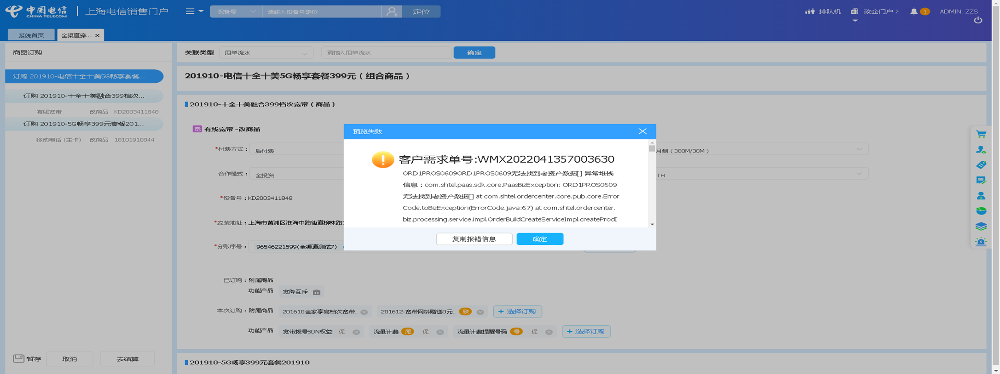 中国电信
CHINA TELECOM
上海电信销售门户
设备号
请输入设备号定位
定位
排队机
政企门户 >
1
ADMIN_ZZS
系统首页
全渠道穿... ×
商品订购
订购 201910-电信十全十美5G畅享套餐...
订购 201910-十全十美融合399档次...
有线宽带 改商品 KD2003411848
订购 201910-5G畅享399元套餐201...
移动电话 (主卡) 改商品 18101910844
关联类型
甩单流水
请输入甩单流水
确定
201910-电信十全十美5G畅享套餐399元（组合商品）
201910-十全十美融合399档次宽带（商品）
宽 有线宽带 -改商品
*付费方式：后付费
月制（300M/30M）
合作模式：全投资
TH
*设备号：KD2003411848
*安装地址：上海市黄浦区淮海中路街道柳林路
*分账序号：96546221599(全渠道测试7)
预览失败
客户需求单号:WMX2022041357003630
ORD1PROS0609ORD1PROS0609无法找到老资产数据[] 异常堆栈
信息：com.shtel.paas.sdk.core.PaasBizException: ORD1PROS0609
无法找到老资产数据[] at com.shtel.ordercenter.core.pub.core.Error
Code.toBizException(ErrorCode.java:67) at com.shtel.ordercenter.
biz.processing.service.impl.OrderBuildCreateServiceImpl.createProdI
复制报错信息
确定
已订购：附属商品
功能产品 宽降互斥
本次订购：附属商品 201610全家享高档次宽带.. 201612-宽带网龄赠送0元.. 联 + 选择订购
功能产品 宽带拨号SDN权益 促 流量计费 属 促 流量计费提醒号码 号 促 + 选择订购
暂存
取消
去结算
201910-5G畅享399元套餐201910